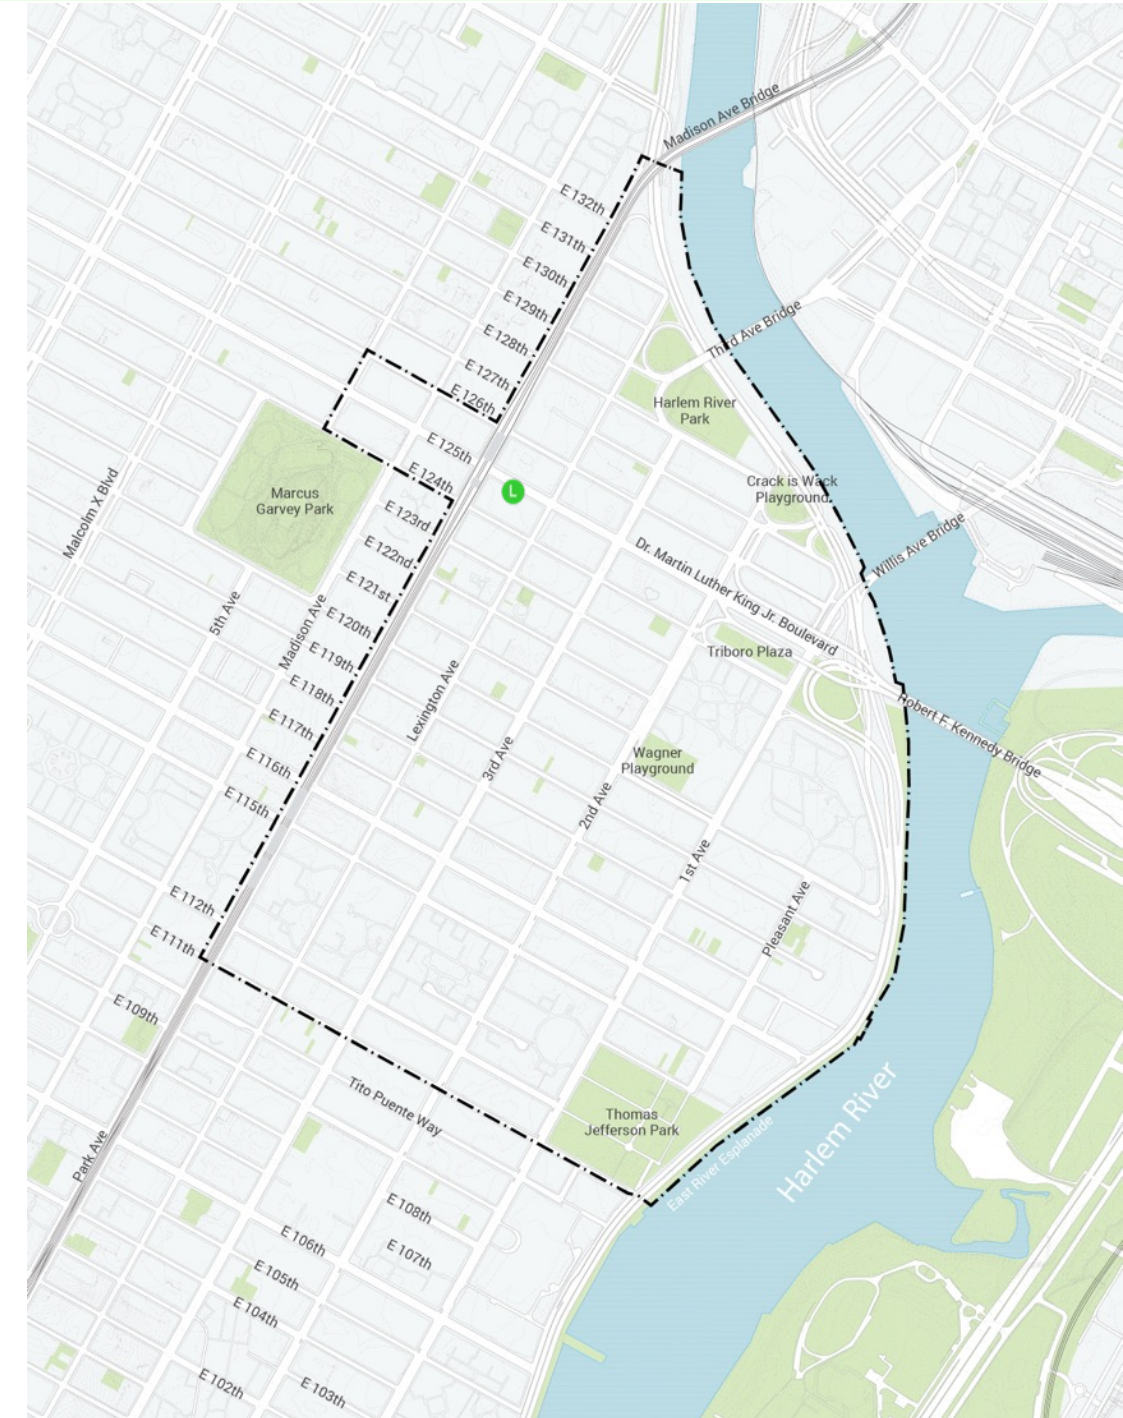 Madison Ave Bridge
E 132th
E 131th
E 130th
E 129th
E 128th
E 127th
E 126th
E 125th
E 124th
E 123rd
E 122nd
E 121st
E 120th
E 119th
E 118th
E 117th
E 116th
E 115th
E 112th
E 111th
E 109th
Third Ave Bridge
Harlem River
Park
Crack is Wack
Playground
Willis Ave Bridge
Marcus
Garvey Park
L
Malcolm X Blvd
5th Ave
Madison Ave
Lexington Ave
3rd Ave
2nd Ave
1st Ave
Pleasant Ave
Dr. Martin Luther King Jr. Boulevard
Triboro Plaza
Robert F. Kennedy Bridge
Wagner
Playground
Thomas
Jefferson Park
East River Esplanade
Harlem River
Tito Puente Way
Park Ave
E 108th
E 107th
E 106th
E 105th
E 104th
E 102th
E 103th